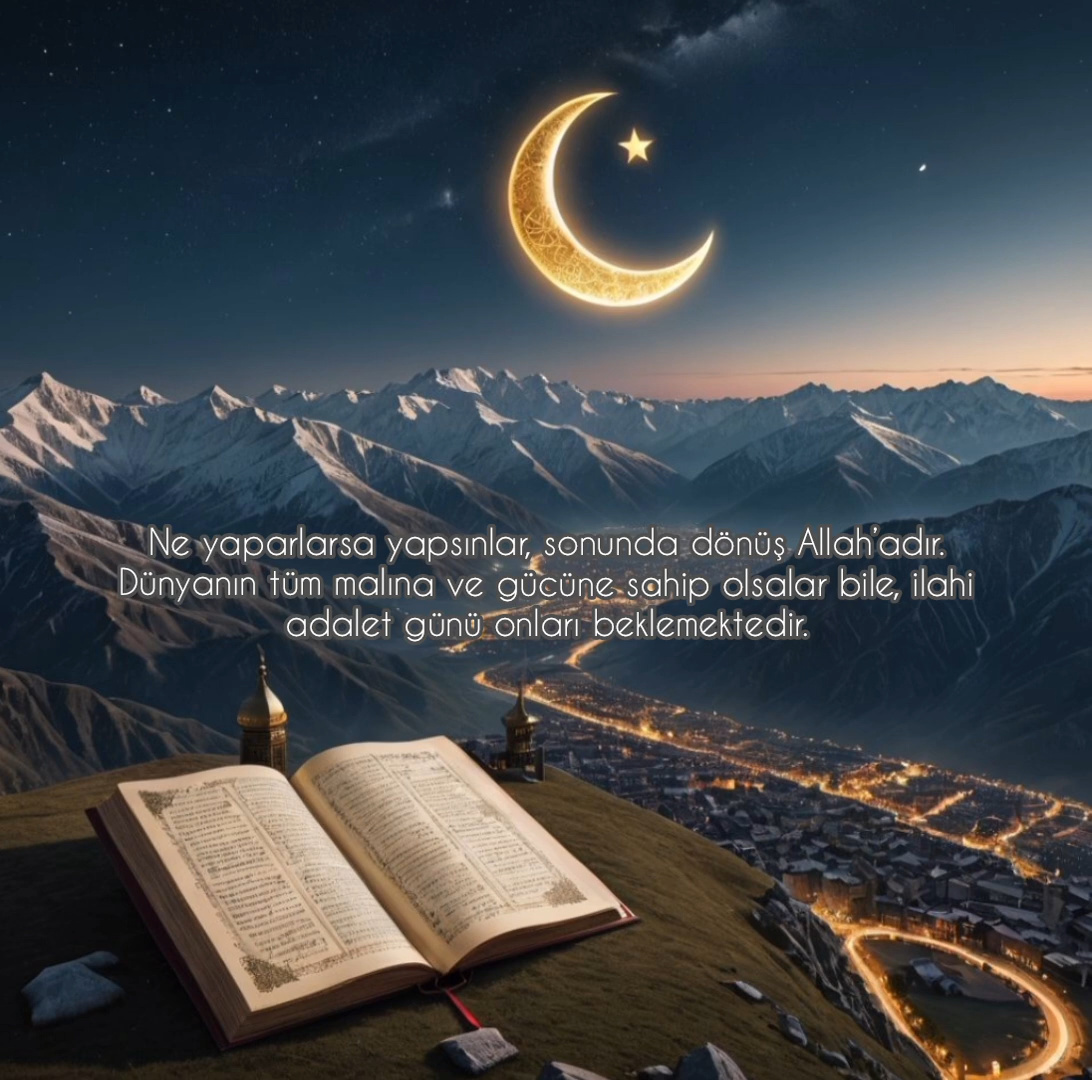 Ne yaparlarsa yapsınlar, sonunda dönüş Allah'adır.
Dünyanın tüm malına ve gücüne sahip olsalar bile, ilahi
adalet günü onları beklemektedir.